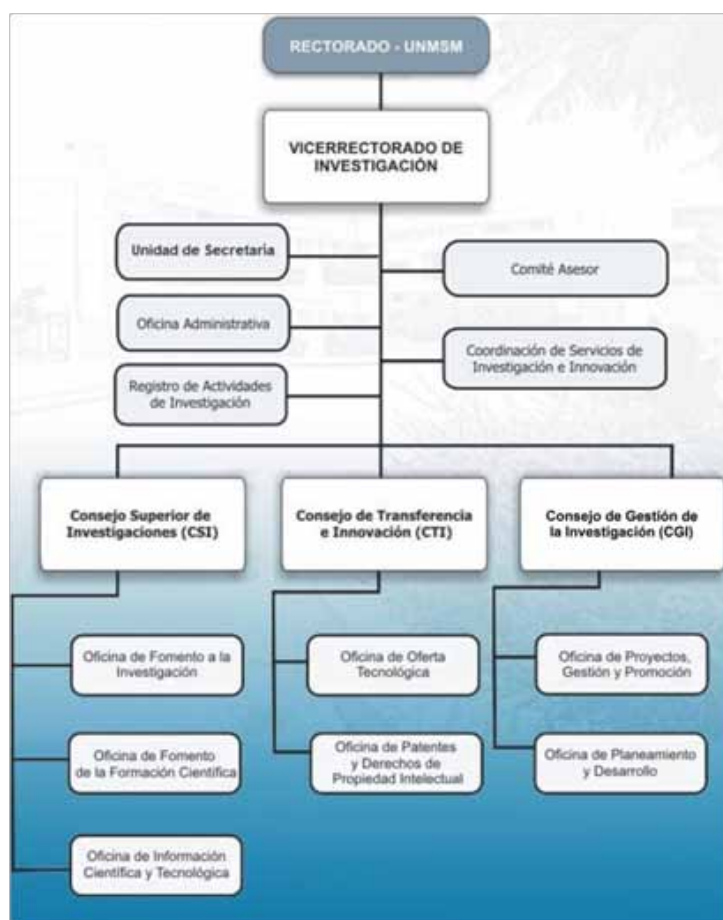 RECTORADO - UNMSM
VICERRECTORADO DE
INVESTIGACIÓN
Unidad de Secretaria
Comité Asesor
Oficina Administrativa
Coordinación de Servicios de
Investigación e Innovación
Registro de Actividades
de Investigación
Consejo Superior de
Investigaciones (CSI)
Consejo de Transferencia
e Innovación (CTI)
Consejo de Gestión de
la Investigación (CGI)
Oficina de Fomento a la
Investigación
Oficina de Oferta
Tecnológica
Oficina de Proyectos,
Gestión y Promoción
Oficina de Fomento
de la Formación Científica
Oficina de Patentes
y Derechos de
Propiedad Intelectual
Oficina de Planeamiento
y Desarrollo
Oficina de Información
Científica y Tecnológica